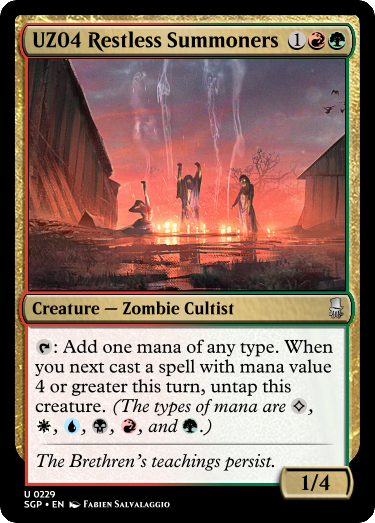 UZ04 Restless Summoners 1
Creature — Zombie Cultist
: Add one mana of any type. When
you next cast a spell with mana value
4 or greater this turn, untap this
creature. (The types of mana are ,
, , , , and .)
The Brethren's teachings persist.
1/4
U 0229
SGP • EN Fabien Salvalaggio